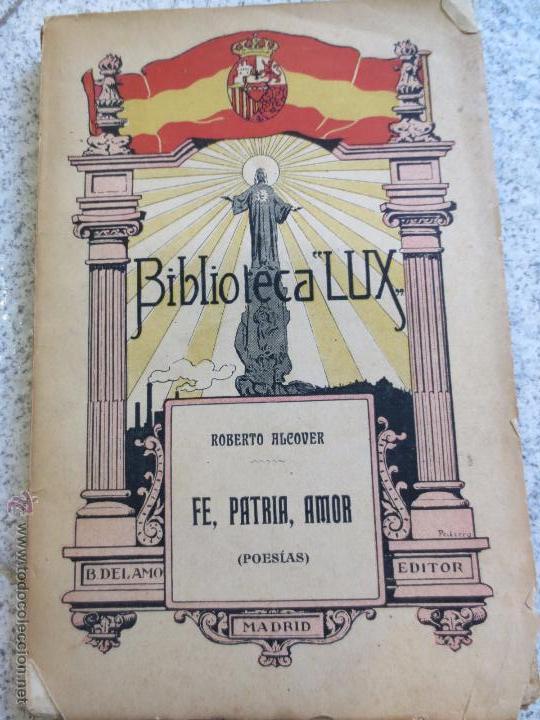 Biblioteca "LUX"
ROBERTO ALCOVER
FE, PATRIA, AMOR
(POESÍAS)
B. DEL AMO
EDITOR
MADRID
www.todocoleccion.net